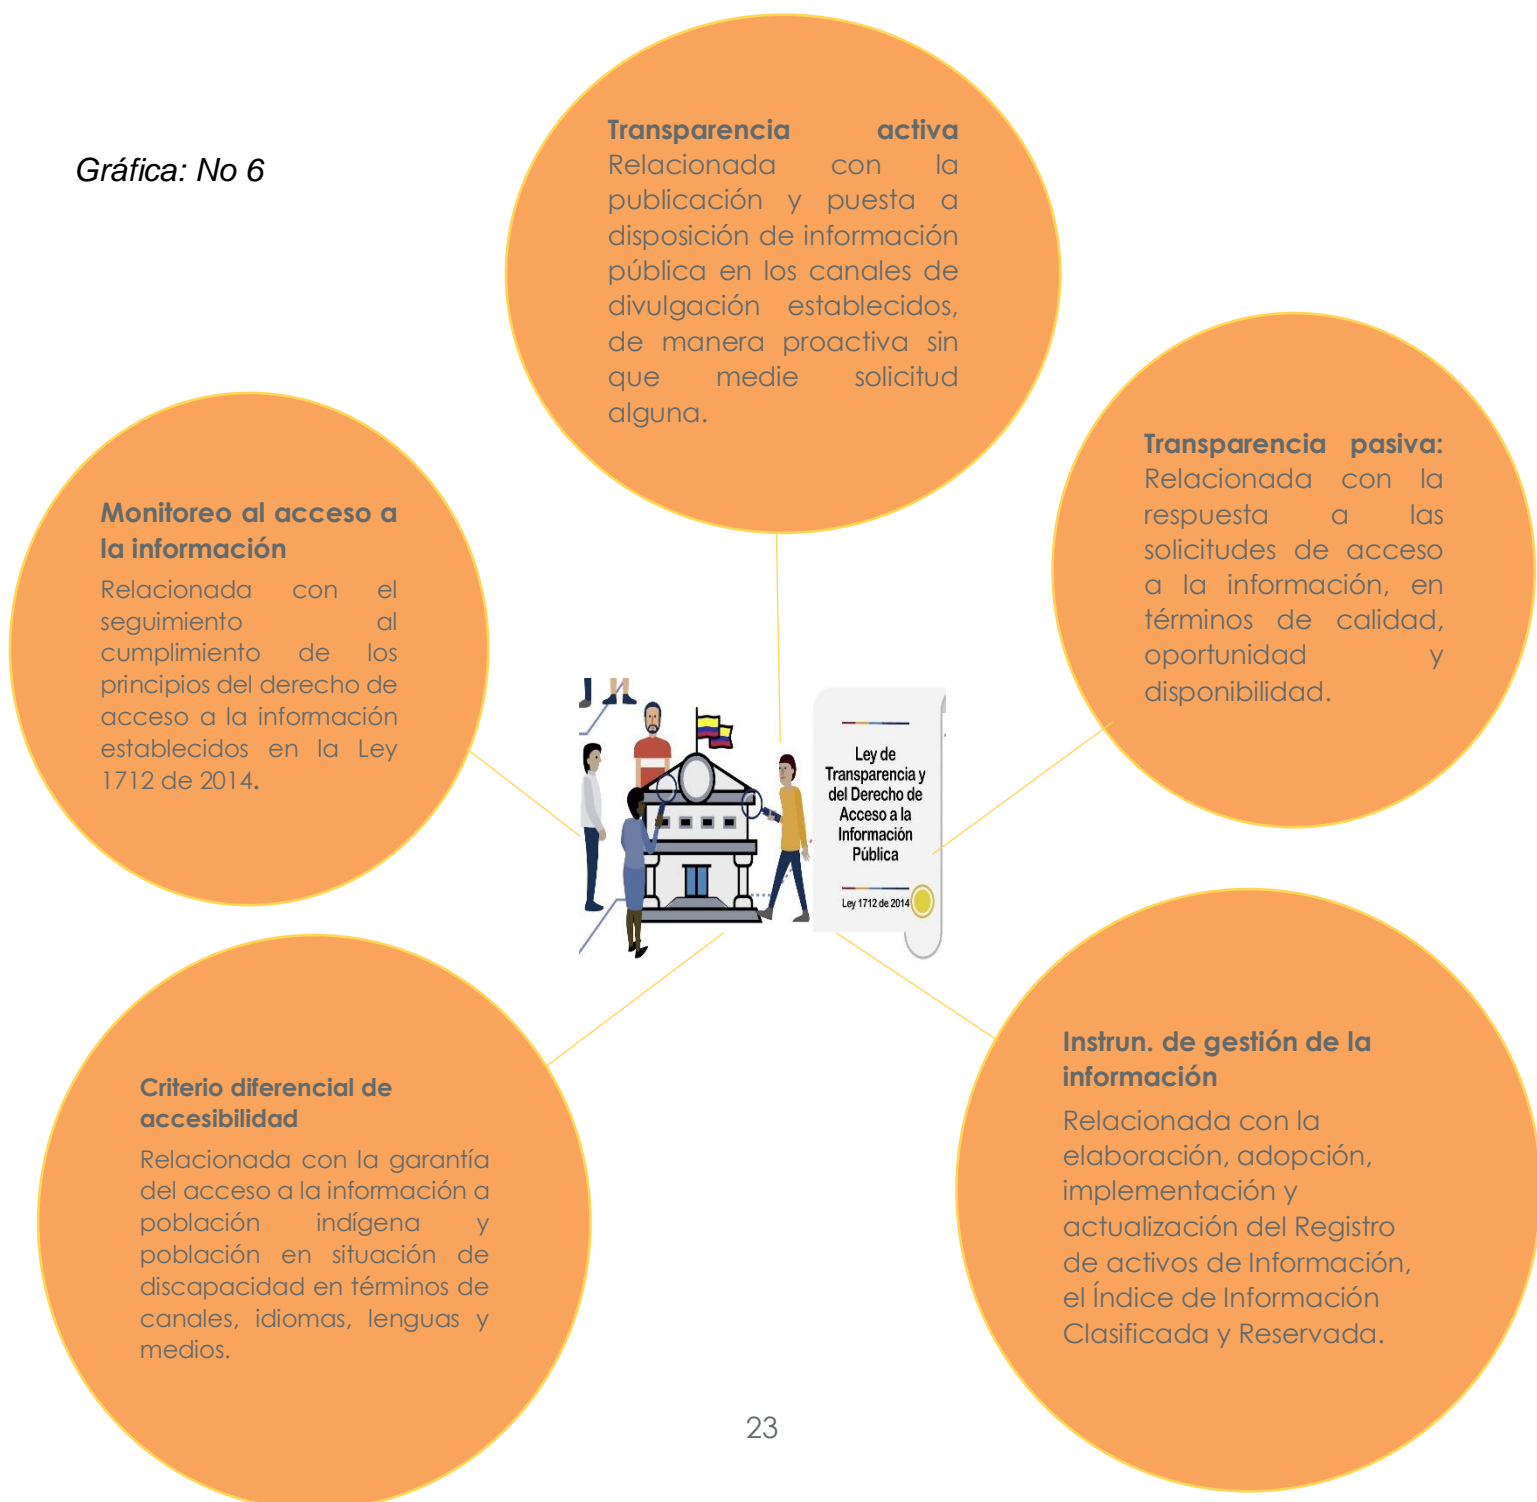 Gráfica: No 6
Transparencia activa
Relacionada con la
publicación y puesta a
disposición de información
pública en los canales de
divulgación establecidos,
de manera proactiva sin
que medie solicitud
alguna.
Transparencia pasiva:
Relacionada con la
respuesta a las
solicitudes de acceso
a la información, en
términos de calidad,
oportunidad y
disponibilidad.
Monitoreo al acceso a
la información
Relacionada con el
seguimiento al
cumplimiento de los
principios del derecho de
acceso a la información
establecidos en la Ley
1712 de 2014.
Ley de
Transparencia y
del Derecho de
Acceso a la
Información
Pública
Ley 1712 de 2014
Criterio diferencial de
accesibilidad
Relacionada con la garantía
del acceso a la información a
población indígena y
población en situación de
discapacidad en términos de
canales, idiomas, lenguas y
medios.
Instrun. de gestión de la
información
Relacionada con la
elaboración, adopción,
implementación y
actualización del Registro
de activos de Información,
el Índice de Información
Clasificada y Reservada.
23